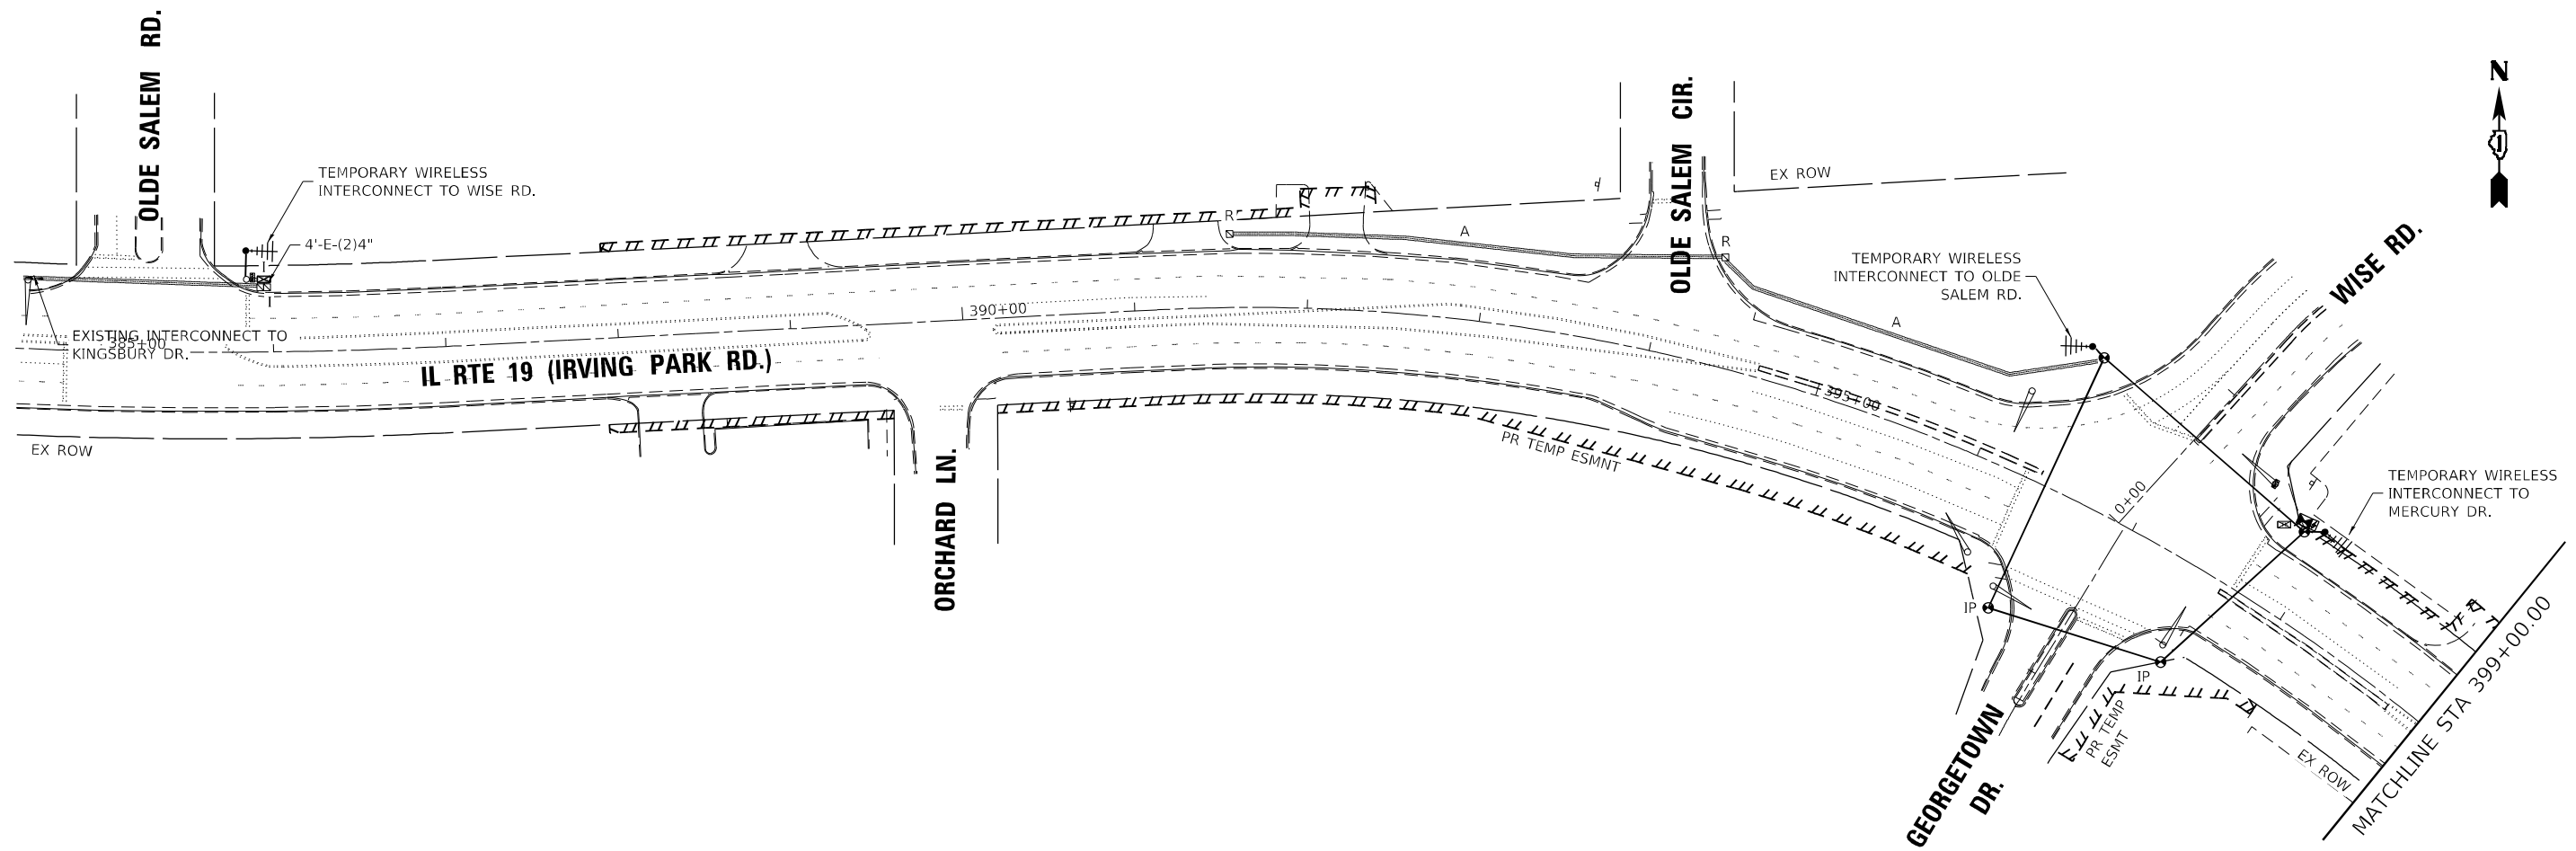 OLDE SALEM RD.
TEMPORARY WIRELESS
INTERCONNECT TO WISE RD.
4'-E-(2)4"
EXISTING INTERCONNECT TO
KINGSBURY DR.
385+00
EX ROW
IL RTE 19 (IRVING PARK RD.)
390+00
ORCHARD LN.
R
A
OLDE SALEM CIR.
R
EX ROW
A
TEMPORARY WIRELESS
INTERCONNECT TO OLDE
SALEM RD.
N
WISE RD.
395+00
PR TEMP ESMNT
0+00
TEMPORARY WIRELESS
INTERCONNECT TO
MERCURY DR.
IP
IP
GEORGETOWN
DR.
PR TEMP
ESMT
EX ROW
MATCHLINE STA 399+00.00